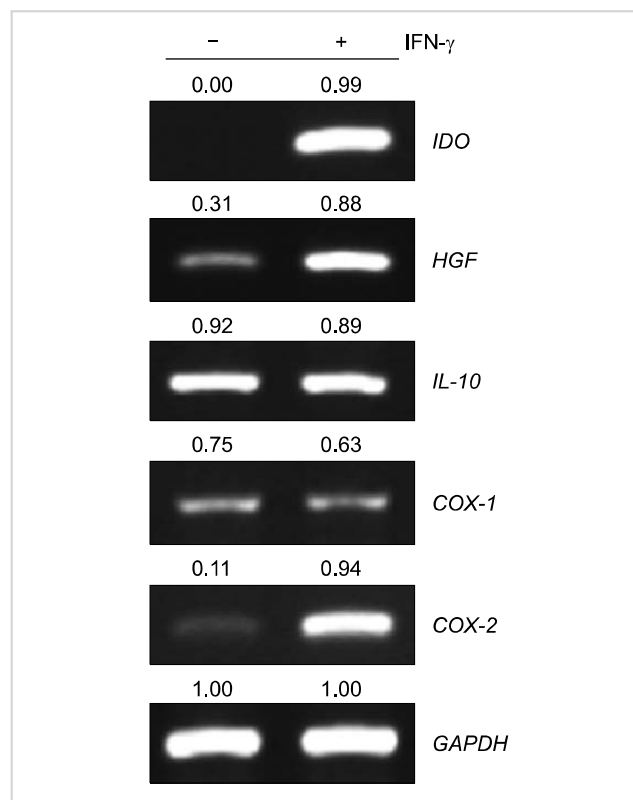 − + IFN-γ
0.00 0.99
IDO
0.31 0.88
HGF
0.92 0.89
IL-10
0.75 0.63
COX-1
0.11 0.94
COX-2
1.00 1.00
GAPDH